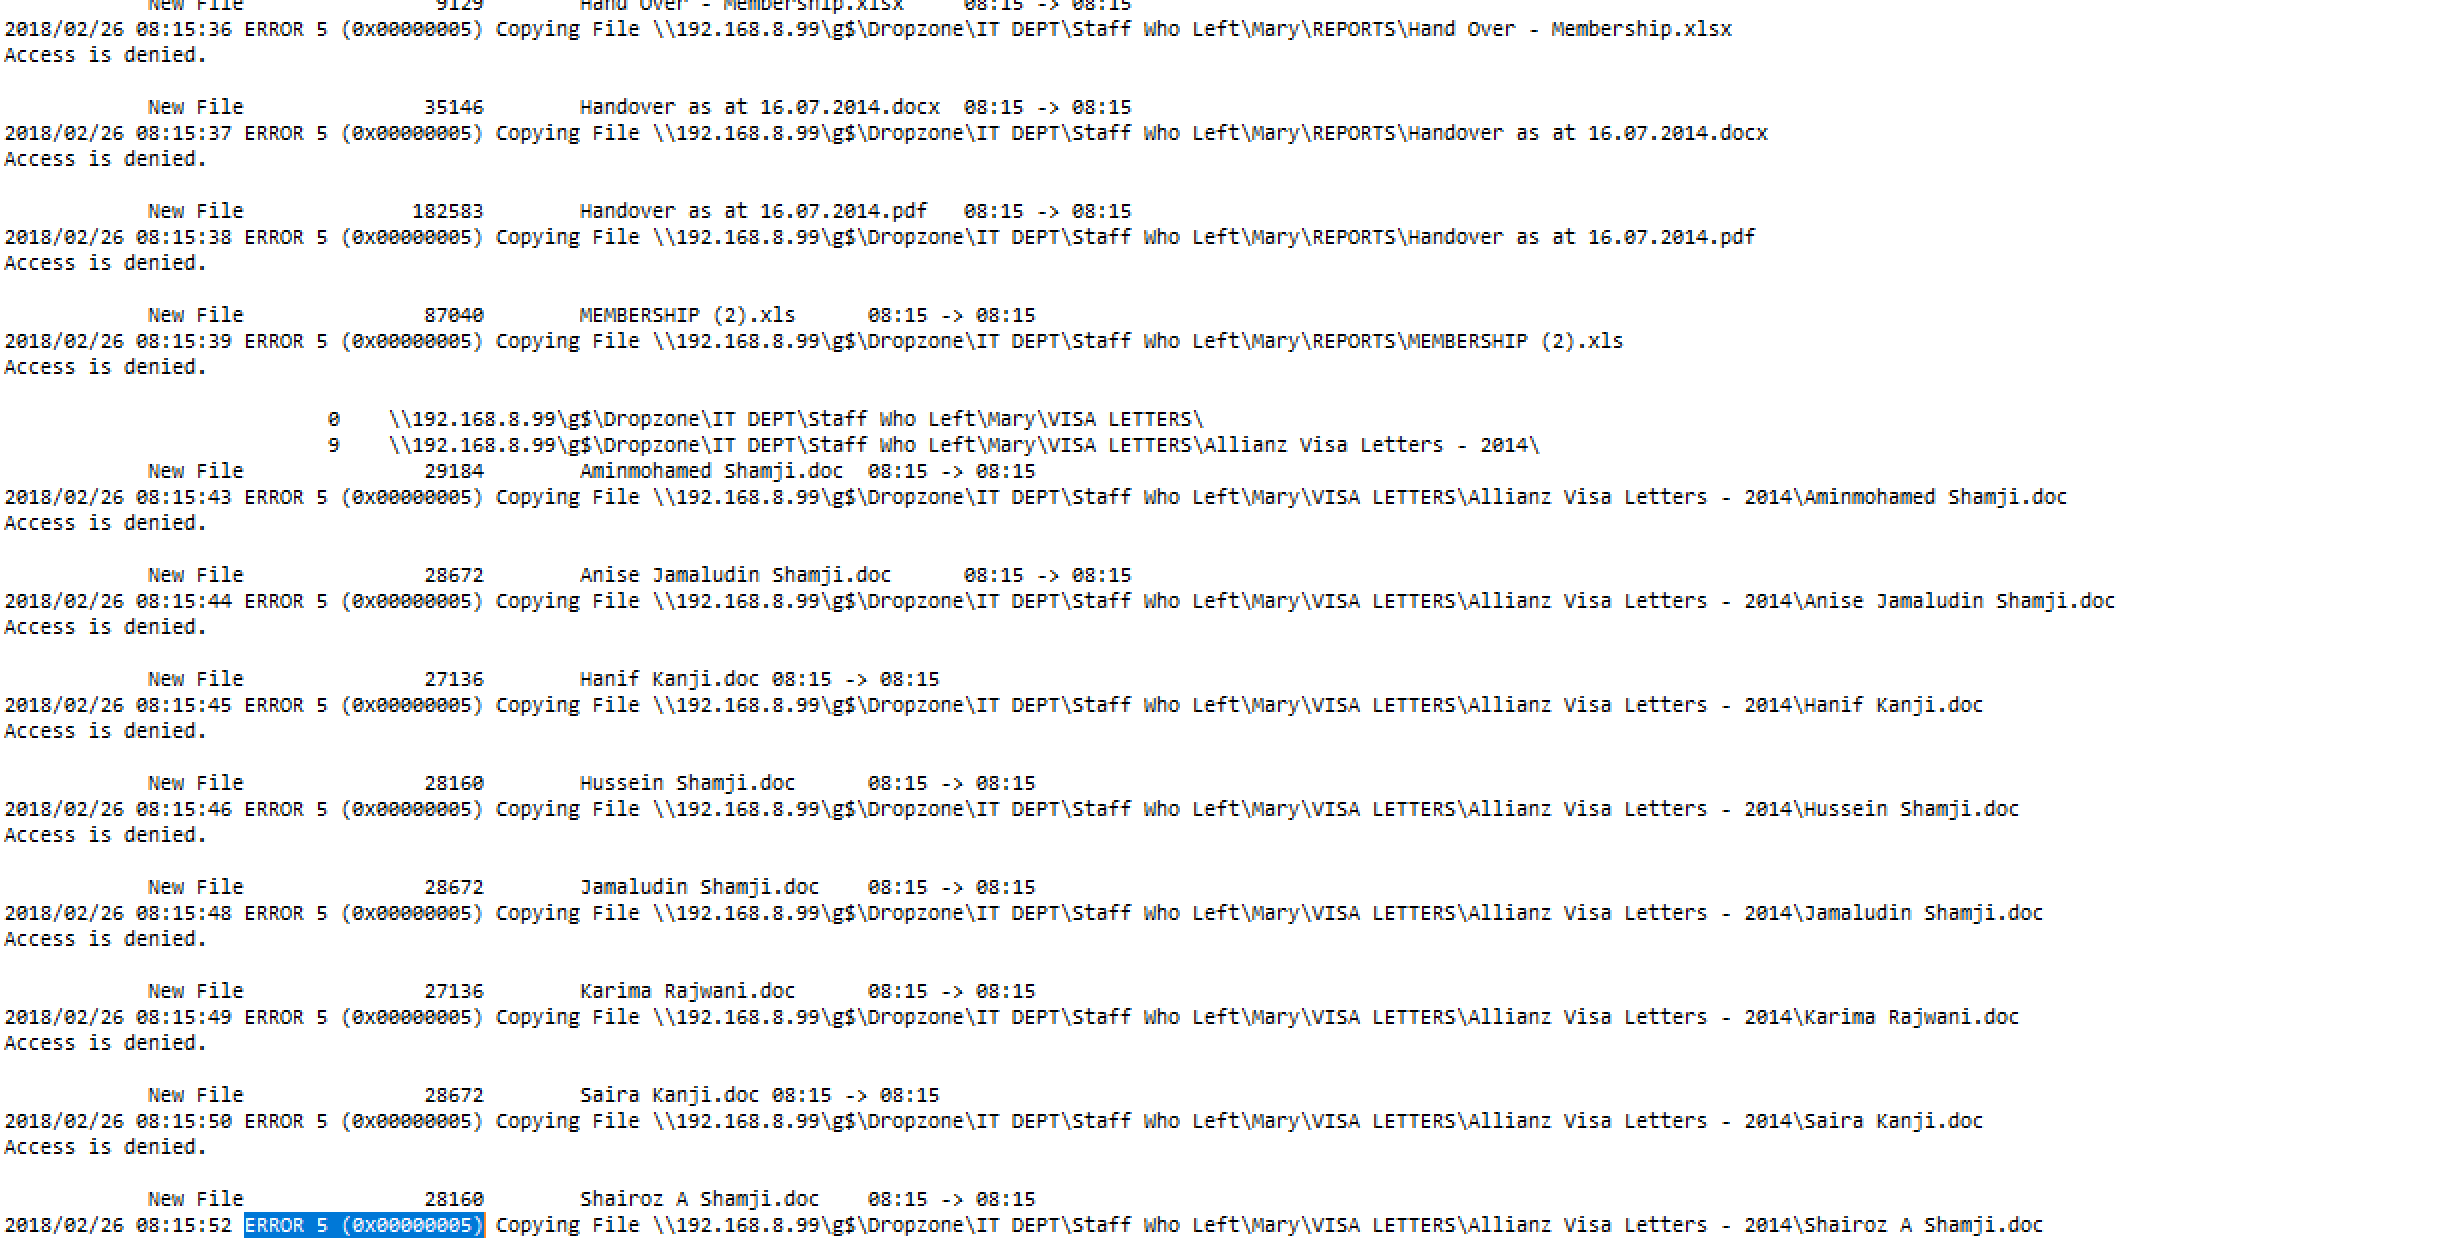 New File 9129 Hand Over - Membership.xlsx 08:15 -> 08:15
2018/02/26 08:15:36 ERROR 5 (0x00000005) Copying File \\192.168.8.99\g$\Dropzone\IT DEPT\Staff Who Left\Mary\REPORTS\Hand Over - Membership.xlsx
Access is denied.
New File 35146 Handover as at 16.07.2014.docx 08:15 -> 08:15
2018/02/26 08:15:37 ERROR 5 (0x00000005) Copying File \\192.168.8.99\g$\Dropzone\IT DEPT\Staff Who Left\Mary\REPORTS\Handover as at 16.07.2014.docx
Access is denied.
New File 182583 Handover as at 16.07.2014.pdf 08:15 -> 08:15
2018/02/26 08:15:38 ERROR 5 (0x00000005) Copying File \\192.168.8.99\g$\Dropzone\IT DEPT\Staff Who Left\Mary\REPORTS\Handover as at 16.07.2014.pdf
Access is denied.
New File 87040 MEMBERSHIP (2).xls 08:15 -> 08:15
2018/02/26 08:15:39 ERROR 5 (0x00000005) Copying File \\192.168.8.99\g$\Dropzone\IT DEPT\Staff Who Left\Mary\REPORTS\MEMBERSHIP (2).xls
Access is denied.
0 \\192.168.8.99\g$\Dropzone\IT DEPT\Staff Who Left\Mary\VISA LETTERS\
9 \\192.168.8.99\g$\Dropzone\IT DEPT\Staff Who Left\Mary\VISA LETTERS\Allianz Visa Letters - 2014\
New File 29184 Aminmohamed Shamji.doc 08:15 -> 08:15
2018/02/26 08:15:43 ERROR 5 (0x00000005) Copying File \\192.168.8.99\g$\Dropzone\IT DEPT\Staff Who Left\Mary\VISA LETTERS\Allianz Visa Letters - 2014\Aminmohamed Shamji.doc
Access is denied.
New File 28672 Anise Jamaludin Shamji.doc 08:15 -> 08:15
2018/02/26 08:15:44 ERROR 5 (0x00000005) Copying File \\192.168.8.99\g$\Dropzone\IT DEPT\Staff Who Left\Mary\VISA LETTERS\Allianz Visa Letters - 2014\Anise Jamaludin Shamji.doc
Access is denied.
New File 27136 Hanif Kanji.doc 08:15 -> 08:15
2018/02/26 08:15:45 ERROR 5 (0x00000005) Copying File \\192.168.8.99\g$\Dropzone\IT DEPT\Staff Who Left\Mary\VISA LETTERS\Allianz Visa Letters - 2014\Hanif Kanji.doc
Access is denied.
New File 28160 Hussein Shamji.doc 08:15 -> 08:15
2018/02/26 08:15:46 ERROR 5 (0x00000005) Copying File \\192.168.8.99\g$\Dropzone\IT DEPT\Staff Who Left\Mary\VISA LETTERS\Allianz Visa Letters - 2014\Hussein Shamji.doc
Access is denied.
New File 28672 Jamaludin Shamji.doc 08:15 -> 08:15
2018/02/26 08:15:48 ERROR 5 (0x00000005) Copying File \\192.168.8.99\g$\Dropzone\IT DEPT\Staff Who Left\Mary\VISA LETTERS\Allianz Visa Letters - 2014\Jamaludin Shamji.doc
Access is denied.
New File 27136 Karima Rajwani.doc 08:15 -> 08:15
2018/02/26 08:15:49 ERROR 5 (0x00000005) Copying File \\192.168.8.99\g$\Dropzone\IT DEPT\Staff Who Left\Mary\VISA LETTERS\Allianz Visa Letters - 2014\Karima Rajwani.doc
Access is denied.
New File 28672 Saira Kanji.doc 08:15 -> 08:15
2018/02/26 08:15:50 ERROR 5 (0x00000005) Copying File \\192.168.8.99\g$\Dropzone\IT DEPT\Staff Who Left\Mary\VISA LETTERS\Allianz Visa Letters - 2014\Saira Kanji.doc
Access is denied.
New File 28160 Shairoz A Shamji.doc 08:15 -> 08:15
2018/02/26 08:15:52 ERROR 5 (0x00000005) Copying File \\192.168.8.99\g$\Dropzone\IT DEPT\Staff Who Left\Mary\VISA LETTERS\Allianz Visa Letters - 2014\Shairoz A Shamji.doc